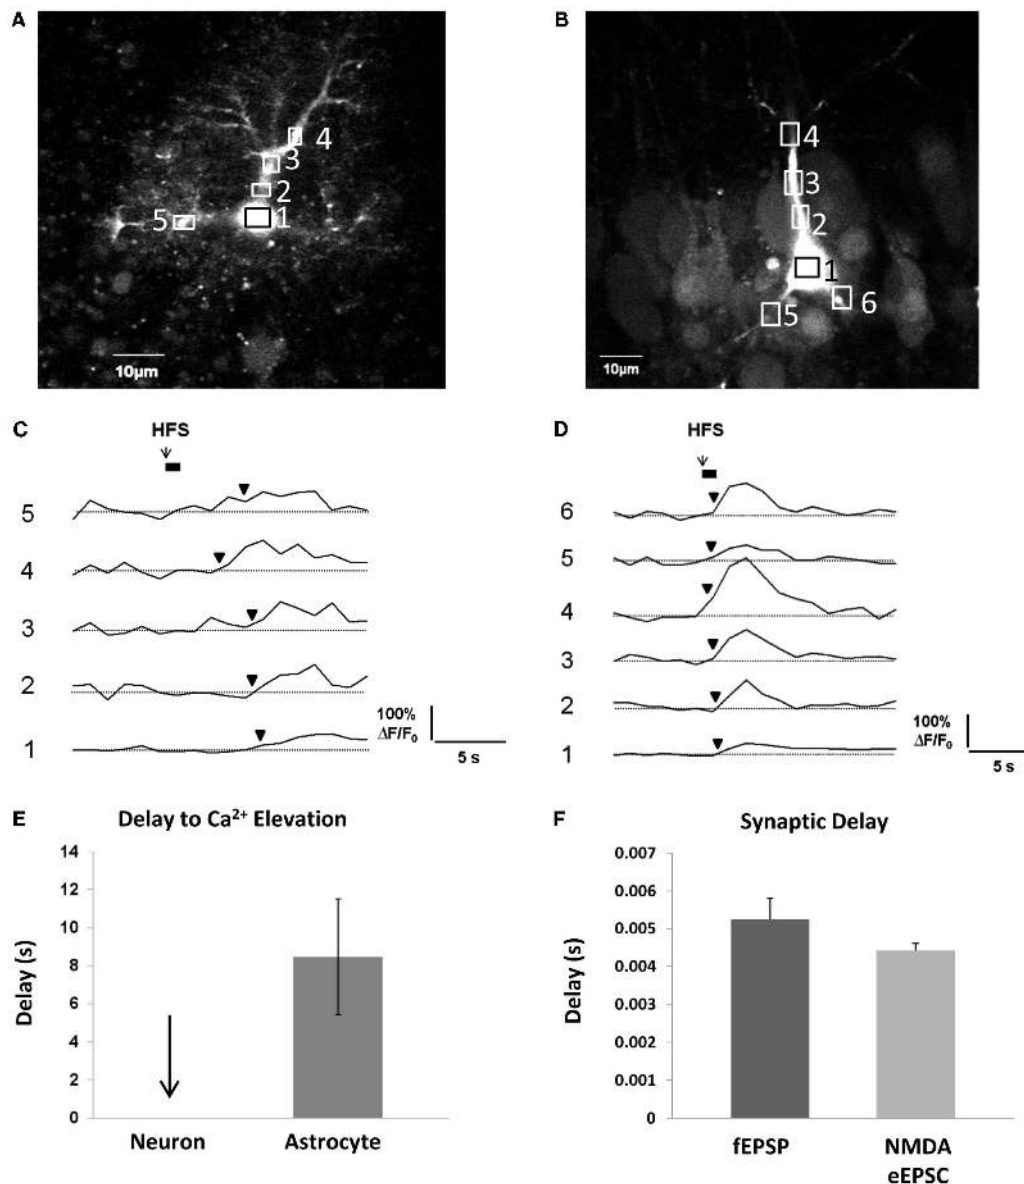 A
4
3
2
1
5
10μm
B
4
3
2
1
5
6
10μm
C
HFS
5
4
3
2
1
100%
ΔF/F₀
5 s
D
HFS
6
5
4
3
2
1
100%
ΔF/F₀
5 s
E
Delay to Ca²⁺ Elevation
14
12
10
8
6
4
2
0
Delay (s)
Neuron
Astrocyte
F
Synaptic Delay
0.007
0.006
0.005
0.004
0.003
0.002
0.001
0
Delay (s)
fEPSP
NMDA
eEPSC